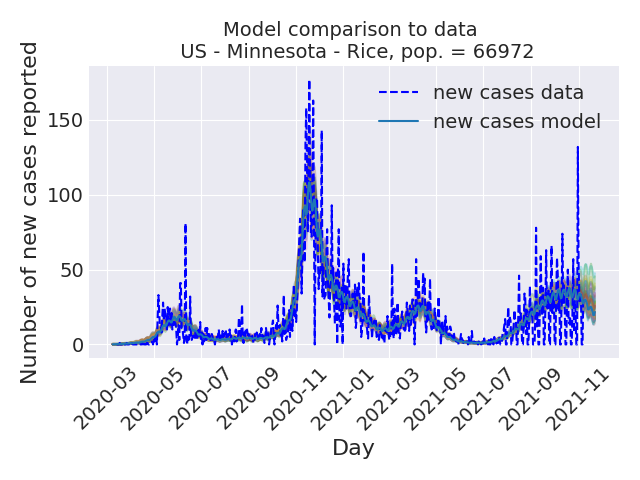 Model comparison to data
US - Minnesota - Rice, pop. = 66972
new cases data
new cases model
Number of new cases reported
150
100
50
0
2020-03
2020-05
2020-07
2020-09
2020-11
2021-01
2021-03
2021-05
2021-07
2021-09
2021-11
Day